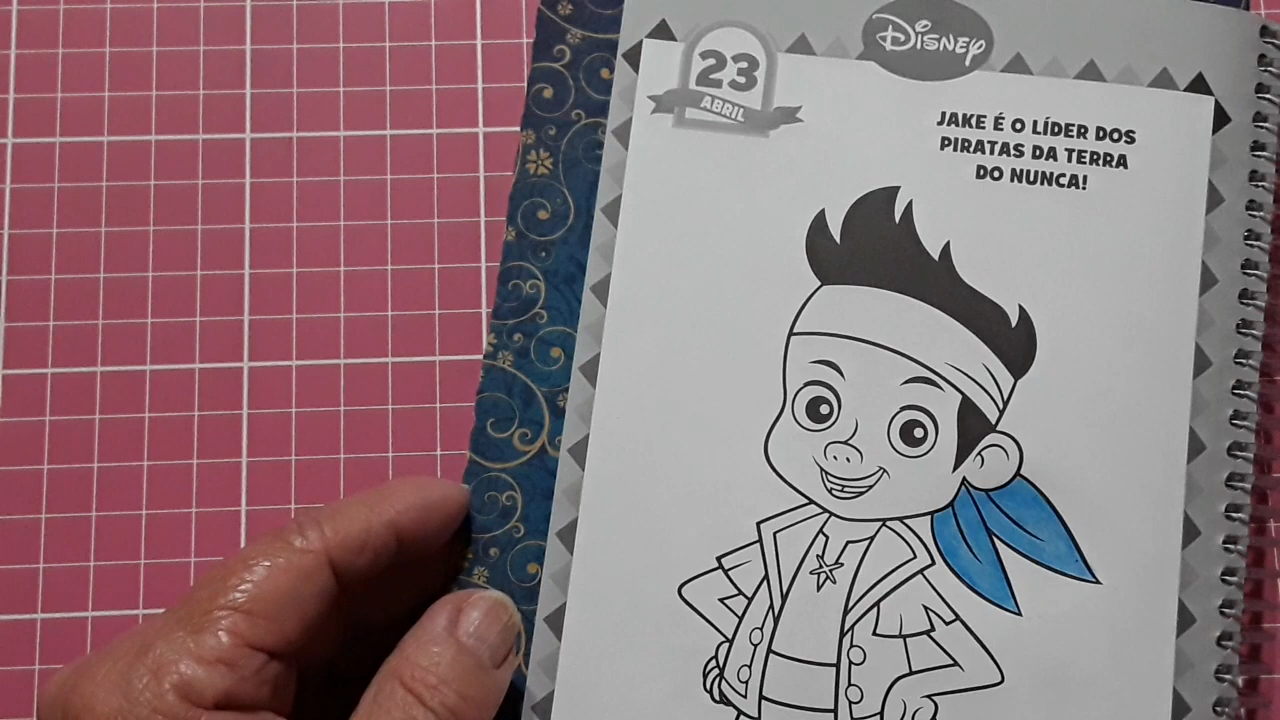 DISNEY
23
ABRIL
JAKE É O LÍDER DOS
PIRATAS DA TERRA
DO NUNCA!